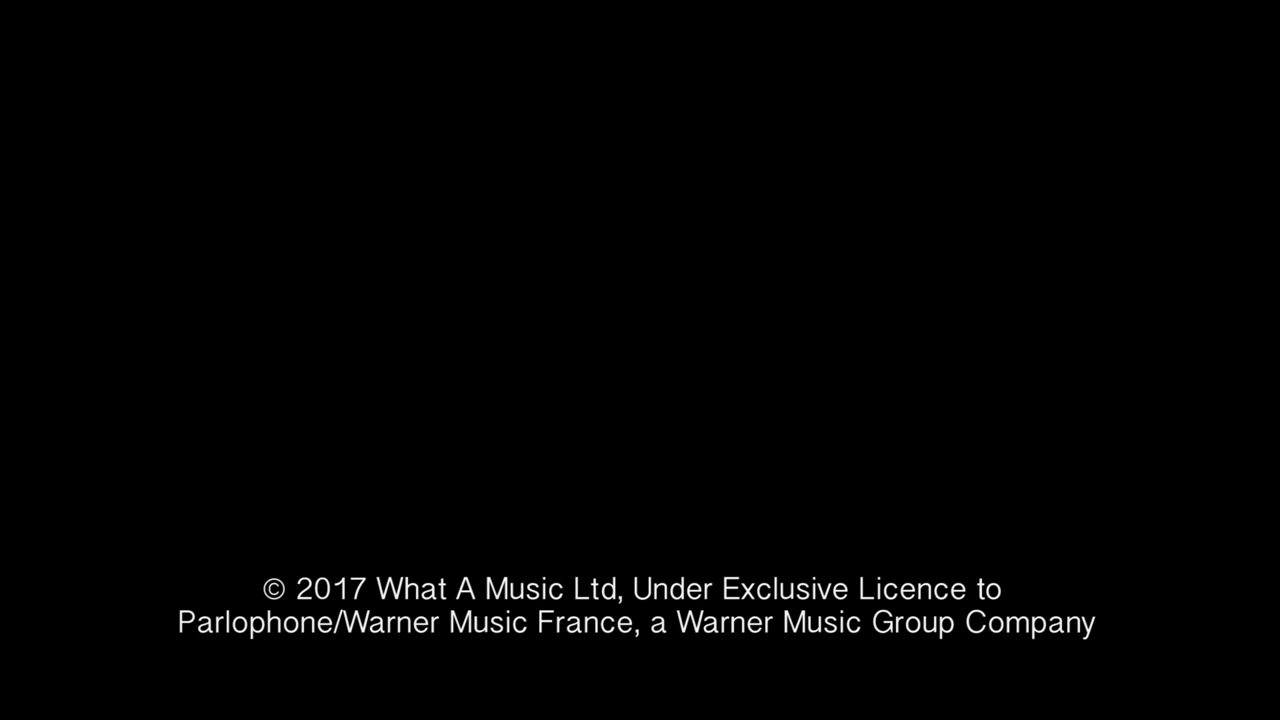 © 2017 What A Music Ltd, Under Exclusive Licence to
Parlophone/Warner Music France, a Warner Music Group Company